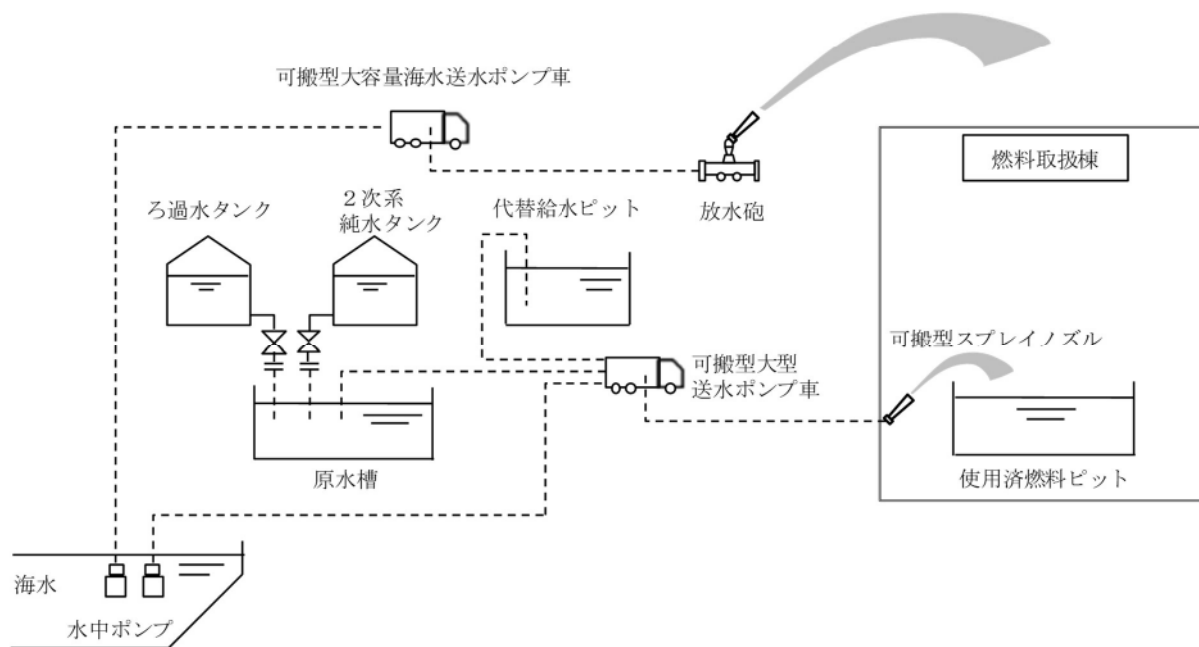 可搬型大容量海水送水ポンプ車
燃料取扱棟
ろ過水タンク
２次系
純水タンク
代替給水ピット
放水砲
可搬型スプレイノズル
可搬型大型
送水ポンプ車
原水槽
使用済燃料ピット
海水
水中ポンプ